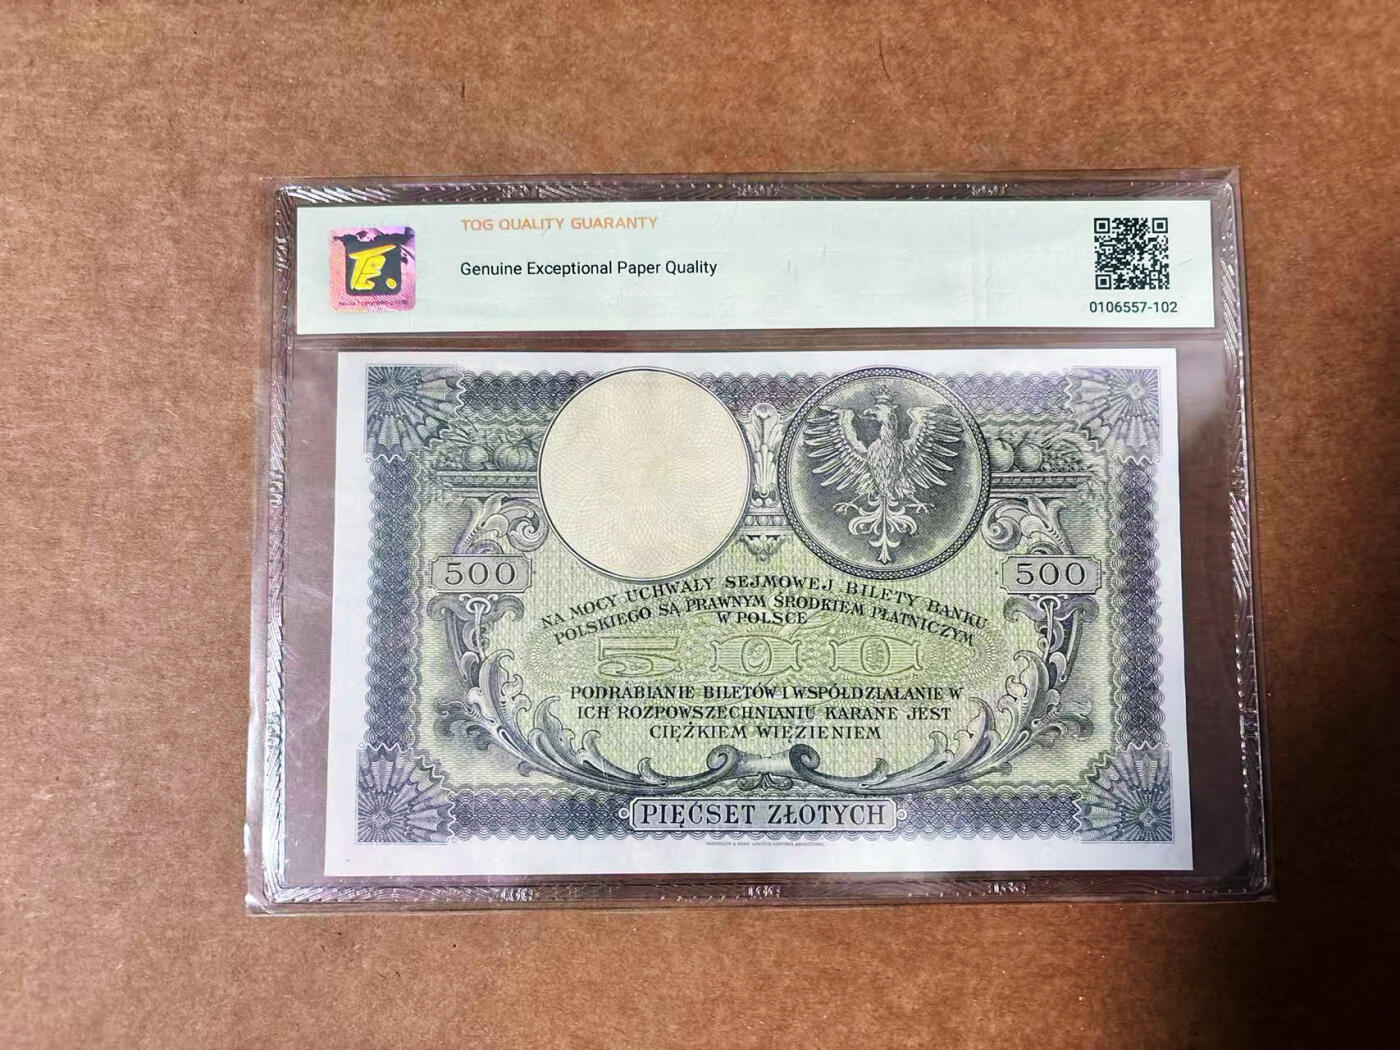 TQG QUALITY GUARANTY
Genuine Exceptional Paper Quality
0106557-102
500
500
NA MOCY UCHWAŁY SEJMOWEJ BILETY BANKU
POLSKIEGO SĄ PRAWNYM ŚRODKIEM PŁATNICZYM
W POLSCE
500
PODRABIANIE BILETÓW I WSPÓŁDZIAŁANIE W
ICH ROZPOWSZECHNIANIU KARANE JEST
CIĘŻKIEM WIĘZIENIEM
PIĘĆSET ZŁOTYCH